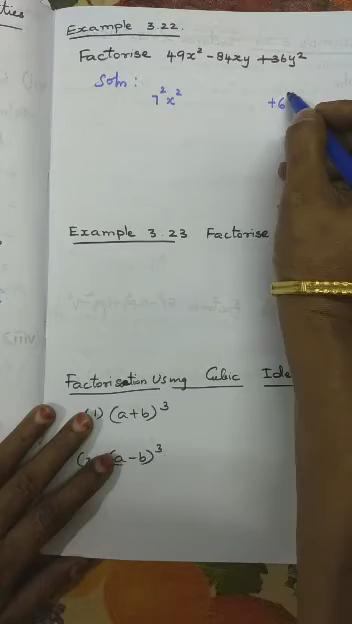 Example 3.22.
Factorise 49x² - 84xy +36y²
Soln :
7²x² +6
Example 3.23 Factorise
Factorisation Using Cubic Ide
(1) (a+b)³
(a-b)³